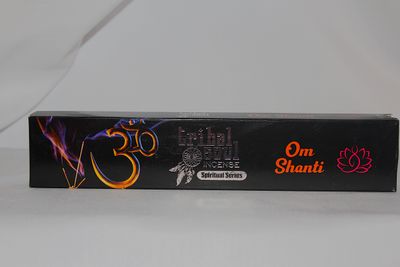 ॐ
tribal
soul
INCENSE
Spiritual Series
Om
Shanti